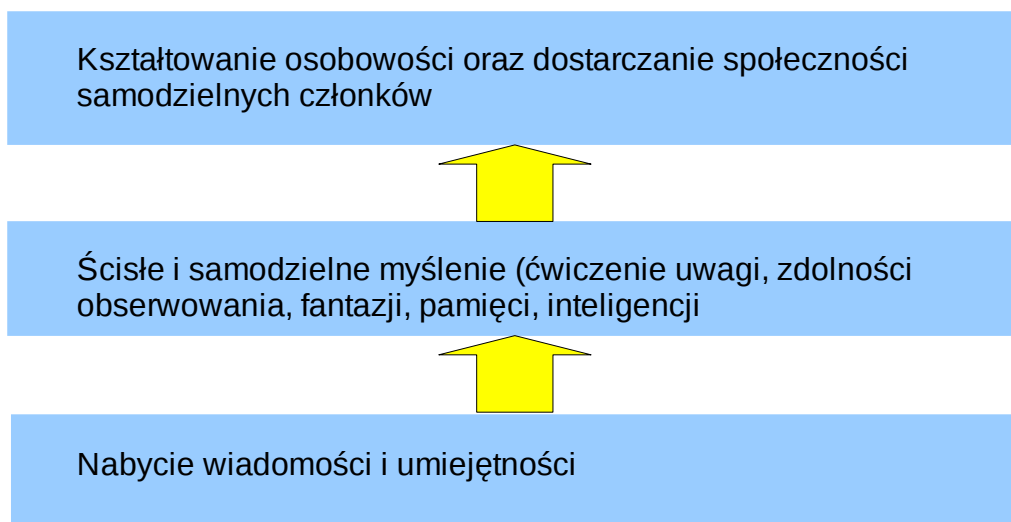 Kształtowanie osobowości oraz dostarczanie społeczności
samodzielnych członków
Ścisłe i samodzielne myślenie (ćwiczenie uwagi, zdolności
obserwowania, fantazji, pamięci, inteligencji
Nabycie wiadomości i umiejętności